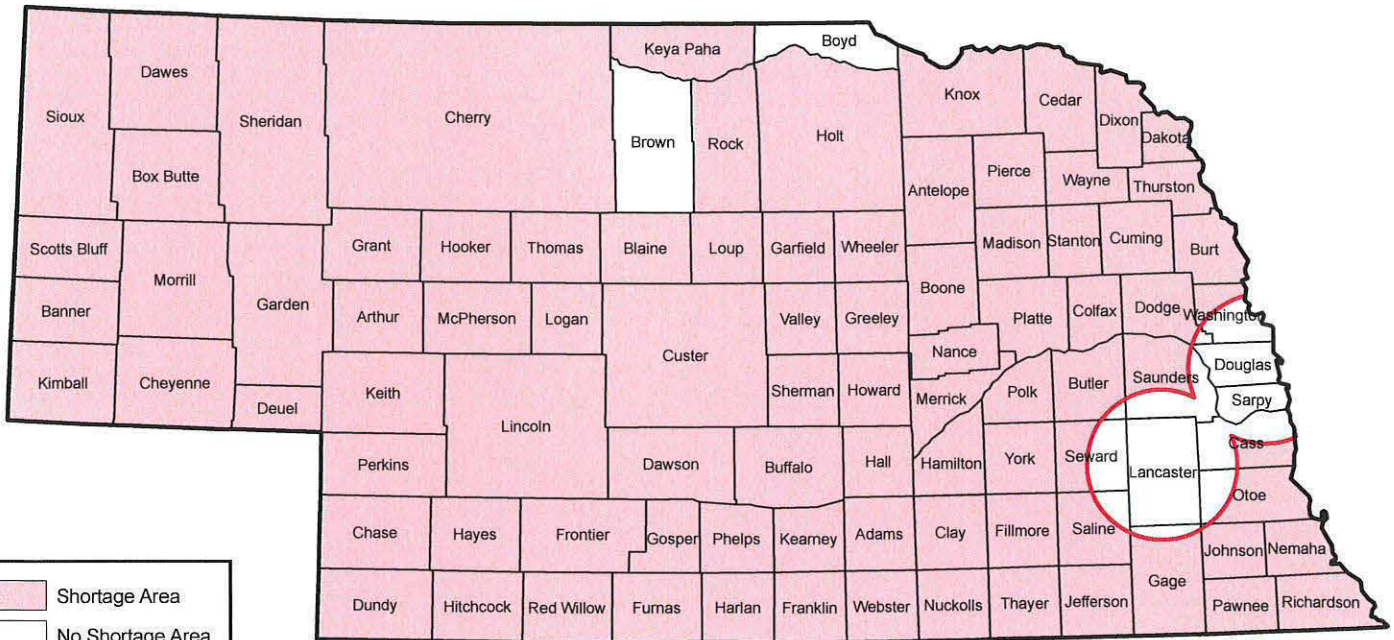 Boyd
Keya Paha
Dawes
Knox
Cedar
Sioux
Cherry
Sheridan
Dixon
Holt
Dakota
Brown
Rock
Pierce
Box Butte
Wayne
Thurston
Antelope
Scotts Bluff
Grant
Hooker
Thomas
Blaine
Loup
Garfield
Wheeler
Madison
Stanton
Cuming
Burt
Morrill
Garden
Boone
Banner
Arthur
McPherson
Logan
Valley
Greeley
Platte
Colfax
Dodge
Washington
Custer
Nance
Douglas
Kimball
Cheyenne
Keith
Sherman
Howard
Merrick
Polk
Butler
Saunders
Sarpy
Deuel
Lincoln
Perkins
Dawson
Buffalo
Hall
Hamilton
York
Seward
Lancaster
Cass
Otoe
Chase
Hayes
Frontier
Gosper
Phelps
Kearney
Adams
Clay
Fillmore
Saline
Johnson
Nemaha
Gage
Dundy
Hitchcock
Red Willow
Furnas
Harlan
Franklin
Webster
Nuckolls
Thayer
Jefferson
Pawnee
Richardson
Shortage Area
No Shortage Area